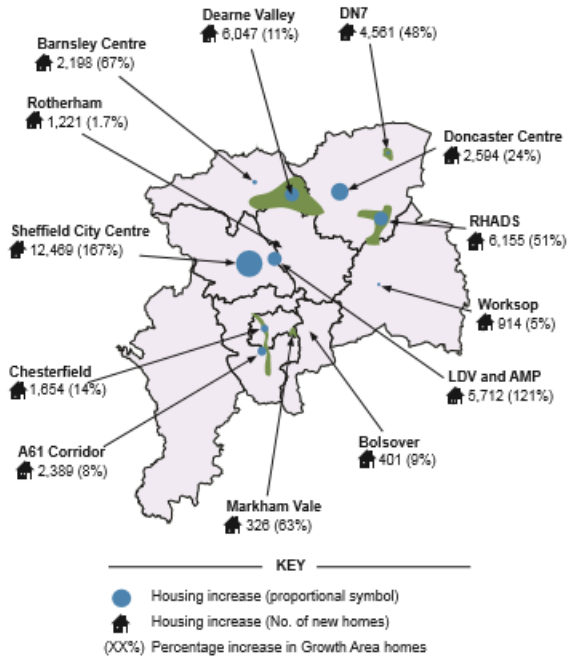 Dearne Valley
6,047 (11%)
DN7
4,561 (48%)
Barnsley Centre
2,198 (67%)
Rotherham
1,221 (1.7%)
Doncaster Centre
2,594 (24%)
Sheffield City Centre
12,469 (167%)
RHADS
6,155 (51%)
Worksop
914 (5%)
Chesterfield
1,654 (14%)
LDV and AMP
5,712 (121%)
A61 Corridor
2,389 (8%)
Bolsover
401 (9%)
Markham Vale
326 (63%)
KEY
Housing increase (proportional symbol)
Housing increase (No. of new homes)
(XX%) Percentage increase in Growth Area homes